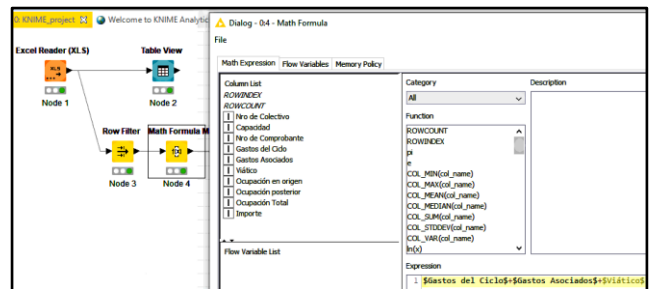 0: KNIME_project
Welcome to KNIME Analytic
Excel Reader (XLS)
Table View
XLS
Node 1
Node 2
Row Filter
Math Formula M
Node 3
Node 4
Dialog - 0:4 - Math Formula
File
Math Expression
Flow Variables
Memory Policy
Column List
ROWINDEX
ROWCOUNT
I Nro de Colectivo
I Capacidad
I Nro de Comprobante
I Gastos del Ciclo
I Gastos Asociados
I Viático
I Ocupación en origen
I Ocupación posterior
I Ocupación Total
I Importe
Flow Variable List
Category
All
Function
ROWCOUNT
ROWINDEX
pi
e
COL_MIN(col_name)
COL_MAX(col_name)
COL_MEAN(col_name)
COL_MEDIAN(col_name)
COL_SUM(col_name)
COL_STDDEV(col_name)
COL_VAR(col_name)
ln(x)
Description
Expression
1 $Gastos del Ciclo$+$Gastos Asociados$+$Viático$